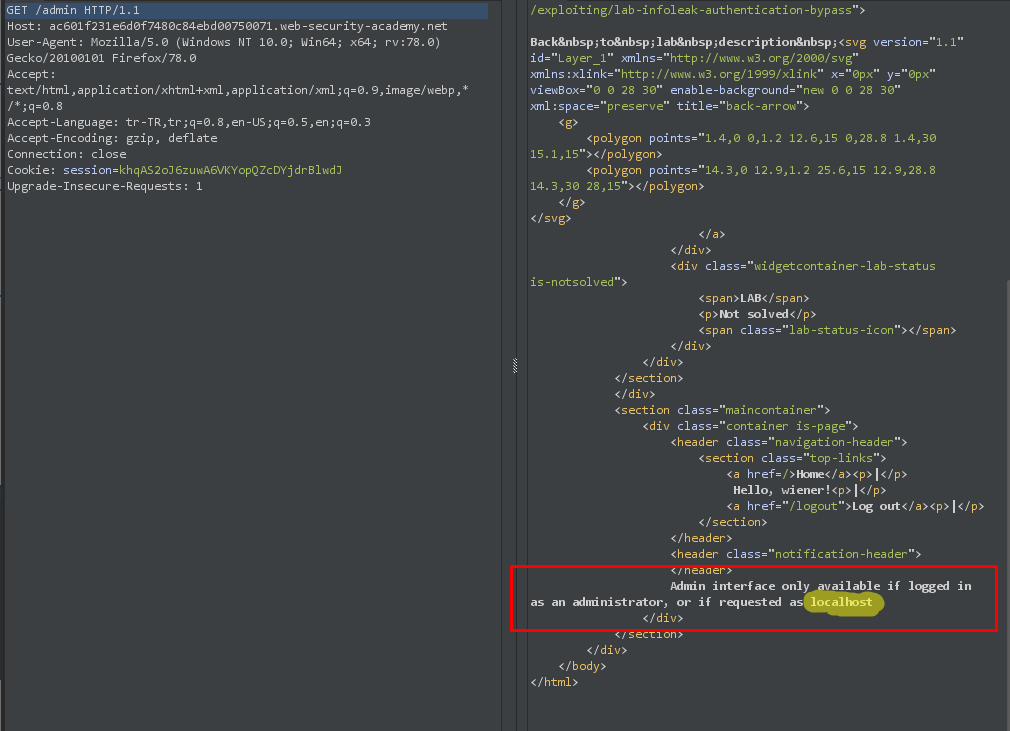 GET /admin HTTP/1.1
Host: ac601f231e6d0f7480c84ebd00750071.web-security-academy.net
User-Agent: Mozilla/5.0 (Windows NT 10.0; Win64; x64; rv:78.0)
Gecko/20100101 Firefox/78.0
Accept:
text/html,application/xhtml+xml,application/xml;q=0.9,image/webp,*
/*;q=0.8
Accept-Language: tr-TR,tr;q=0.8,en-US;q=0.5,en;q=0.3
Accept-Encoding: gzip, deflate
Connection: close
Cookie: session=khqAS2oJ6zuwA6VKYopQZcDYjdrBlwdJ
Upgrade-Insecure-Requests: 1
/exploiting/lab-infoleak-authentication-bypass">
Back&nbsp;to&nbsp;lab&nbsp;description&nbsp;<svg version="1.1"
id="Layer_1" xmlns="http://www.w3.org/2000/svg"
xmlns:xlink="http://www.w3.org/1999/xlink" x="0px" y="0px"
viewBox="0 0 28 30" enable-background="new 0 0 28 30"
xml:space="preserve" title="back-arrow">
<g>
<polygon points="1.4,0 0,1.2 12.6,15 0,28.8 1.4,30
15.1,15"></polygon>
<polygon points="14.3,0 12.9,1.2 25.6,15 12.9,28.8
14.3,30 28,15"></polygon>
</g>
</svg>
</a>
</div>
<div class="widgetcontainer-lab-status
is-notsolved">
<span>LAB</span>
<p>Not solved</p>
<span class="lab-status-icon"></span>
</div>
</div>
</section>
</div>
<section class="maincontainer">
<div class="container is-page">
<header class="navigation-header">
<section class="top-links">
<a href=/>Home</a><p>|</p>
Hello, wiener!<p>|</p>
<a href="/logout">Log out</a><p>|</p>
</section>
</header>
<header class="notification-header">
</header>
Admin interface only available if logged in
as an administrator, or if requested as localhost
</div>
</section>
</div>
</body>
</html>